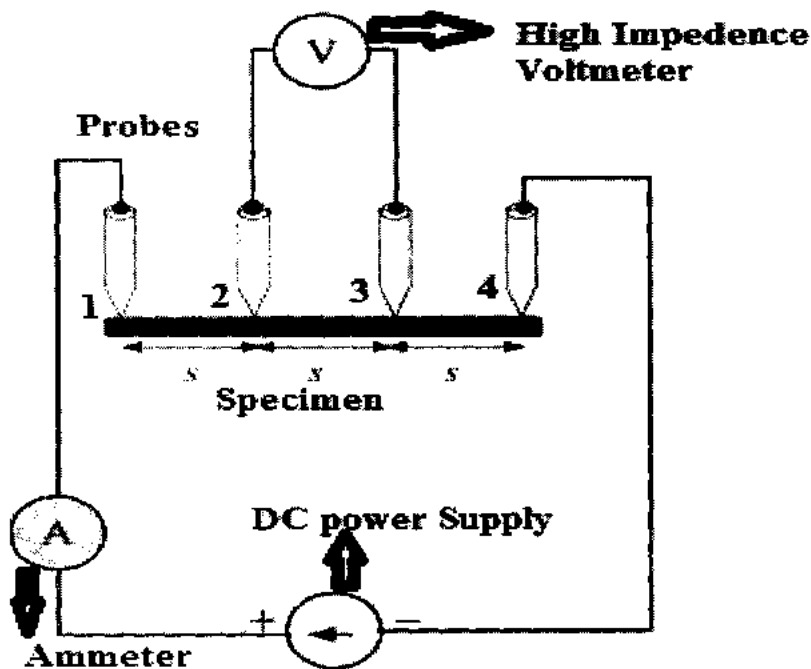 V
High Impedence
Voltmeter
Probes
1
2
3
4
s
s
s
Specimen
A
DC power Supply
+
−
Ammeter